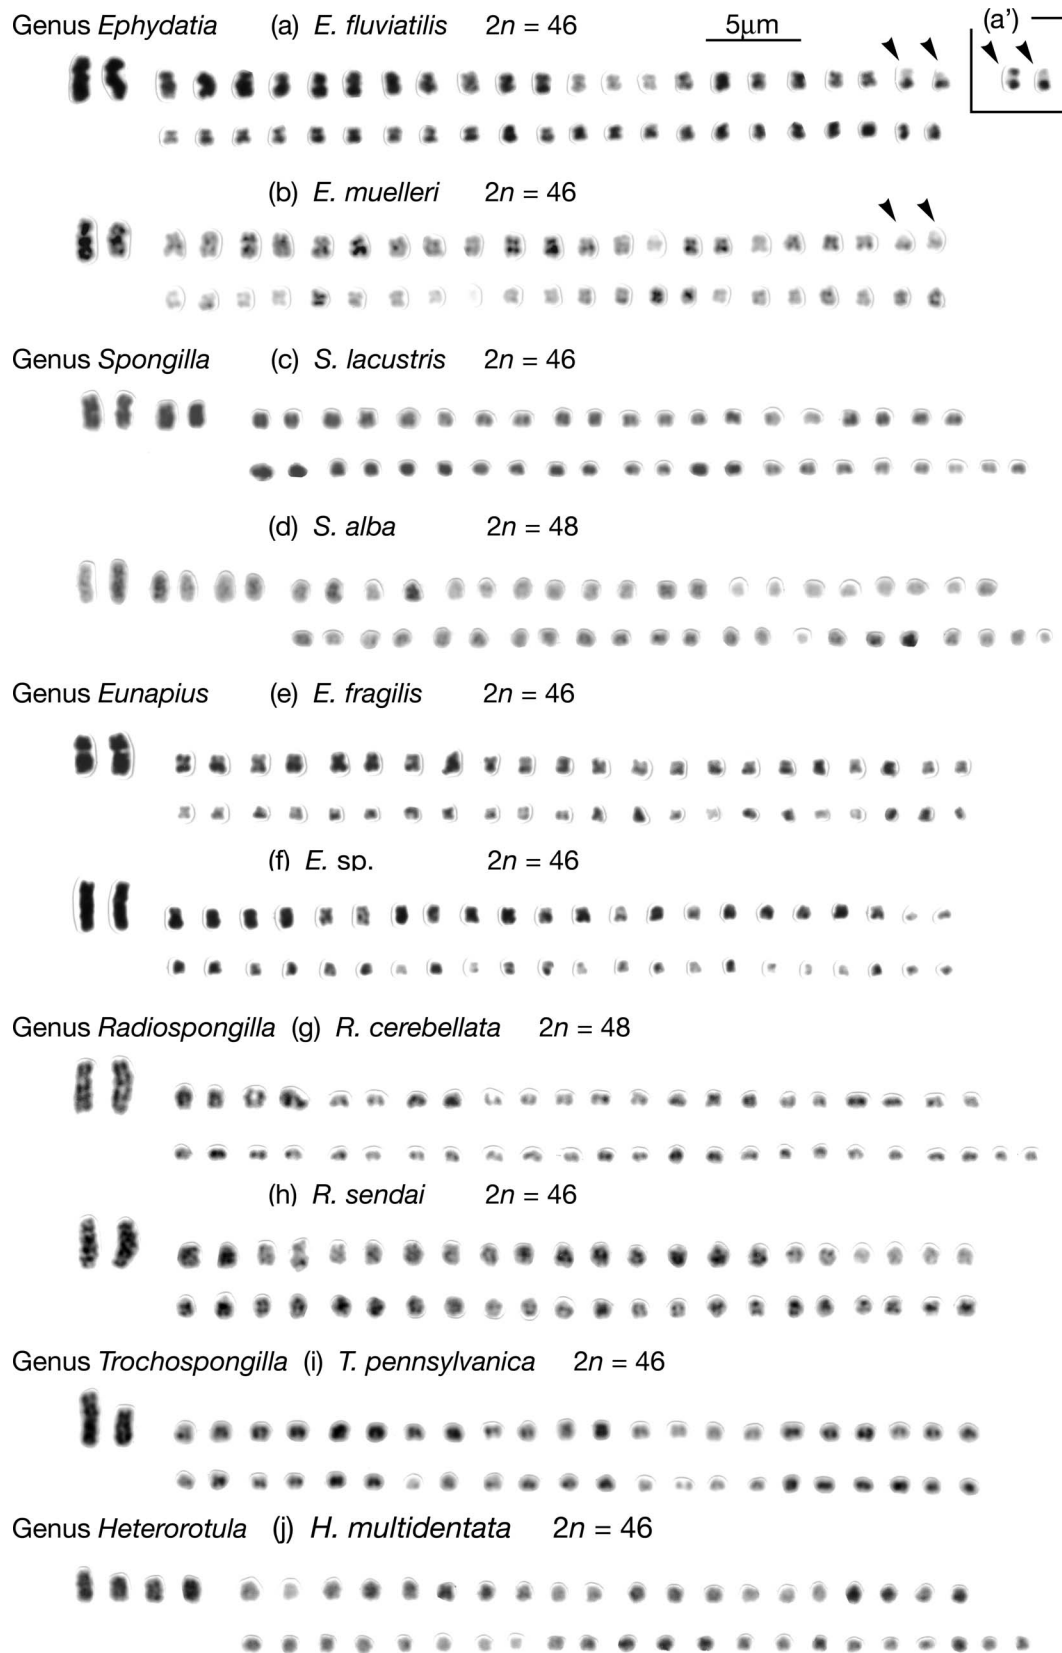 Genus Ephydatia (a) E. fluviatilis 2n = 46 5μm (a’)
(b) E. muelleri 2n = 46
Genus Spongilla (c) S. lacustris 2n = 46
(d) S. alba 2n = 48
Genus Eunapius (e) E. fragilis 2n = 46
(f) E. sp. 2n = 46
Genus Radiospongilla (g) R. cerebellata 2n = 48
(h) R. sendai 2n = 46
Genus Trochospongilla (i) T. pennsylvanica 2n = 46
Genus Heterorotula (j) H. multidentata 2n = 46